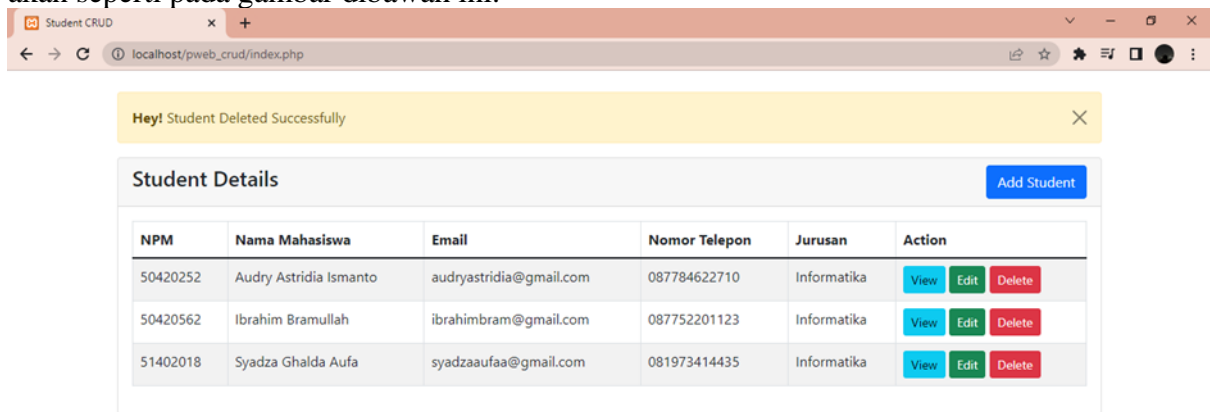 akan seperti pada gambar dibawah ini.
Student CRUD
localhost/pweb_crud/index.php
Hey! Student Deleted Successfully
Student Details Add Student
NPM Nama Mahasiswa Email Nomor Telepon Jurusan Action
50420252 Audry Astridia Ismanto audryastridia@gmail.com 087784622710 Informatika View Edit Delete
50420562 Ibrahim Bramullah ibrahimbram@gmail.com 087752201123 Informatika View Edit Delete
51402018 Syadza Ghalda Aufa syadzaaufaa@gmail.com 081973414435 Informatika View Edit Delete